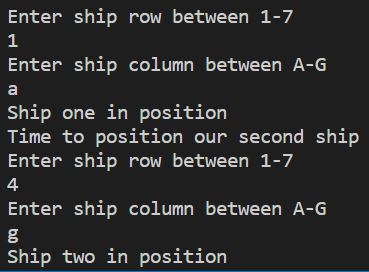 Enter ship row between 1-7
1
Enter ship column between A-G
a
Ship one in position
Time to position our second ship
Enter ship row between 1-7
4
Enter ship column between A-G
g
Ship two in position